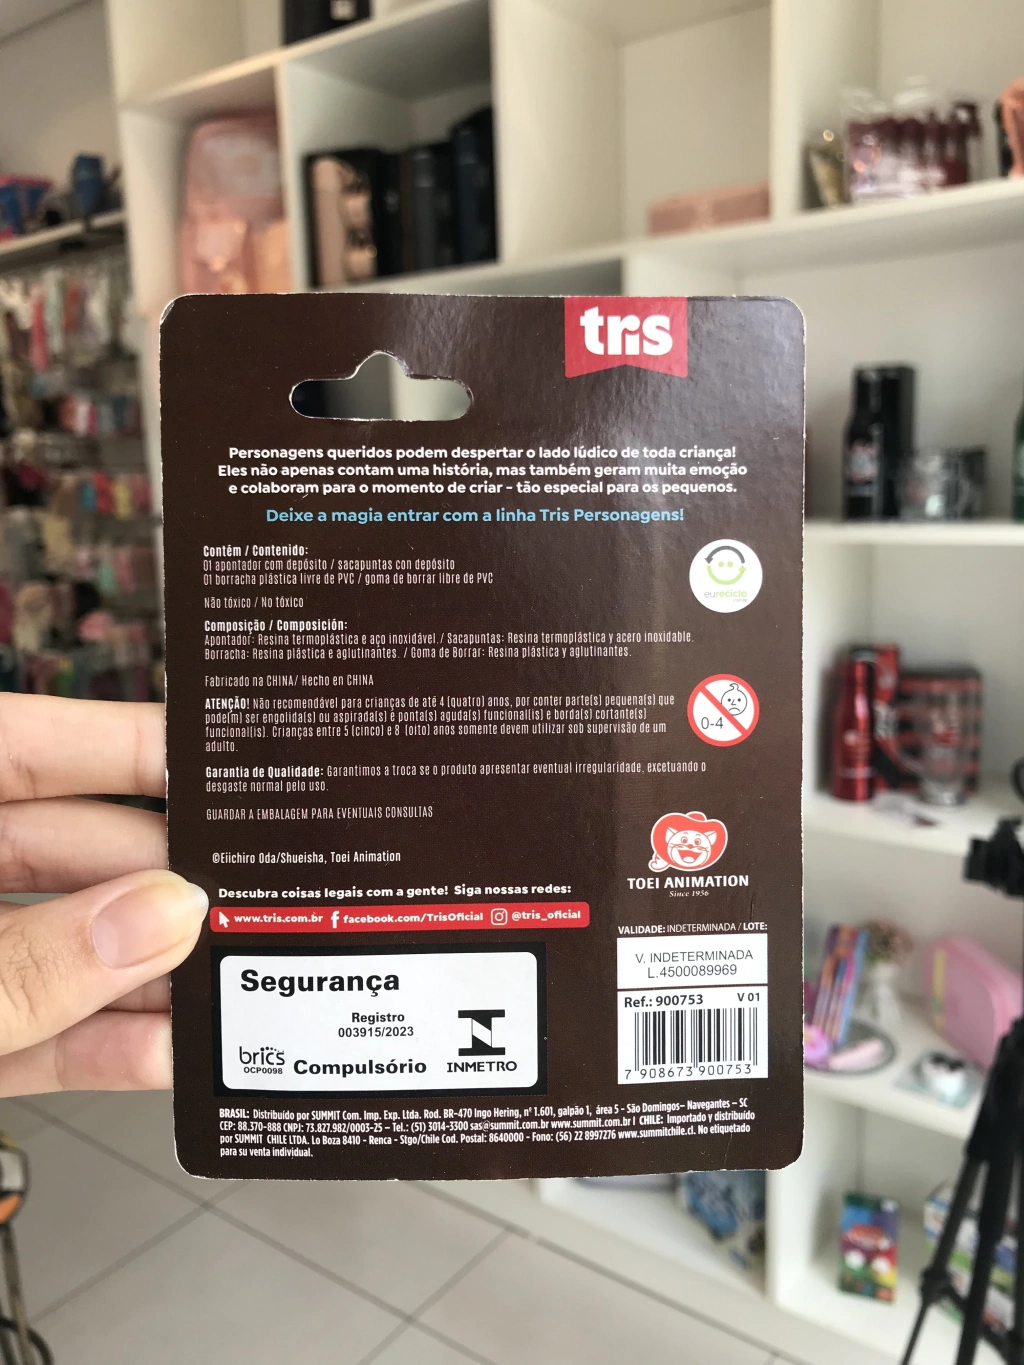 tris
Personagens queridos podem despertar o lado lúdico de toda criança!
Eles não apenas contam uma história, mas também geram muita emoção
e colaboram para o momento de criar - tão especial para os pequenos.
Deixe a magia entrar com a linha Tris Personagens!
Contém / Contenido:
01 apontador com depósito / sacapuntas con depósito
01 borracha plástica livre de PVC / goma de borrar libre de PVC
Não tóxico / No tóxico
eureciclo
Composição / Composición:
Apontador: Resina termoplástica e aço inoxidável. / Sacapuntas: Resina termoplástica y acero inoxidable.
Borracha: Resina plástica e aglutinantes. / Goma de Borrar: Resina plástica y aglutinantes.
Fabricado na CHINA/ Hecho en CHINA
ATENÇÃO! Não recomendável para crianças de até 4 (quatro) anos, por conter parte(s) pequena(s) que
pode(m) ser engolida(s) ou aspirada(s) e ponta(s) aguda(s) funcional(is) e borda(s) cortante(s)
funcional(is). Crianças entre 5 (cinco) e 8 (oito) anos somente devem utilizar sob supervisão de um
adulto.
0-4
Garantia de Qualidade: Garantimos a troca se o produto apresentar eventual irregularidade, excetuando o
desgaste normal pelo uso.
GUARDAR A EMBALAGEM PARA EVENTUAIS CONSULTAS
©Eiichiro Oda/Shueisha, Toei Animation
TOEI ANIMATION
Since 1956
Descubra coisas legais com a gente! Siga nossas redes:
www.tris.com.br facebook.com/TrisOficial @tris_oficial
VALIDADE: INDETERMINADA / LOTE:
V. INDETERMINADA
L.4500089969
Ref.: 900753 V 01
7 908673 900753
Segurança
Registro
003915/2023
brics
OCP0098
Compulsório
INMETRO
BRASIL: Distribuído por SUMMIT Com. Imp. Exp. Ltda. Rod. BR-470 Ingo Hering, nº 1.601, galpão 1, área 5 - São Domingos- Navegantes – SC
CEP: 88.370-888 CNPJ: 73.827.982/0003-25 – Tel.: (51) 3014-3300 sas@summit.com.br www.summit.com.br I CHILE: Importado y distribuído
por SUMMIT CHILE LTDA. Lo Boza 8410 - Renca - Stgo/Chile Cod. Postal: 8640000 - Fono: (56) 22 8997276 www.summitchile.cl. No etiquetado
para su venta individual.